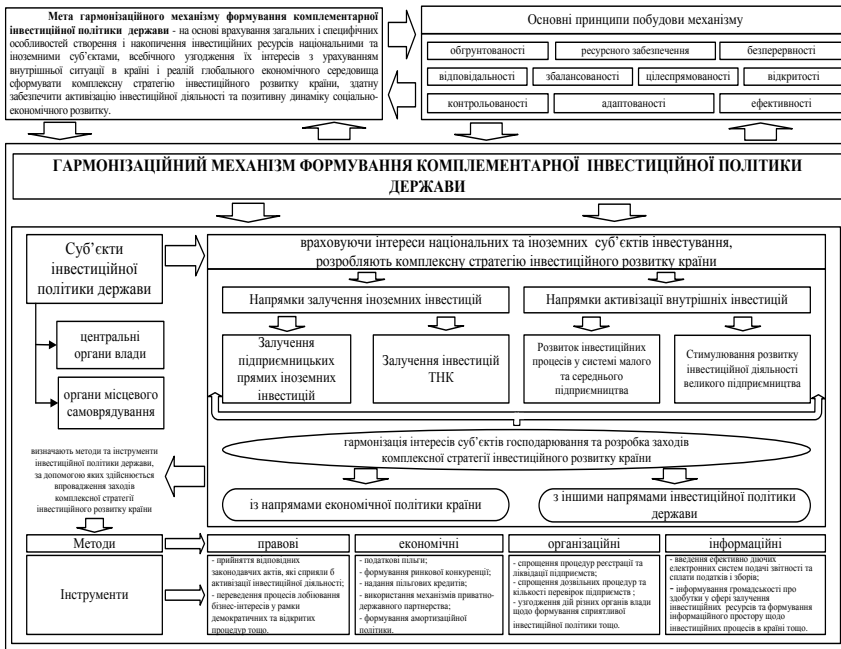 Мета гармонізаційного механізму формування комплементарної
інвестиційної політики держави - на основі врахування загальних і специфічних
особливостей створення і накопичення інвестиційних ресурсів національними та
іноземними суб’єктами, всебічного узгодження їх інтересів з урахуванням
внутрішньої ситуації в країні і реалій глобального економічного середовища
сформувати комплексну стратегію інвестиційного розвитку країни, здатну
забезпечити активізацію інвестиційної діяльності та позитивну динаміку соціально-
економічного розвитку.
Основні принципи побудови механізму
обґрунтованості
ресурсного забезпечення
безперервності
відповідальності
збалансованості
цілеспрямованості
відкритості
контрольованості
адаптованості
ефективності
ГАРМОНІЗАЦІЙНИЙ МЕХАНІЗМ ФОРМУВАННЯ КОМПЛЕМЕНТАРНОЇ ІНВЕСТИЦІЙНОЇ ПОЛІТИКИ
ДЕРЖАВИ
Суб’єкти
інвестиційної
політики держави
центральні
органи влади
органи місцевого
самоврядування
враховуючи інтереси національних та іноземних суб’єктів інвестування,
розробляють комплексну стратегію інвестиційного розвитку країни
Напрямки залучення іноземних інвестицій
Напрямки активізації внутрішніх інвестицій
Залучення
підприємницьких
прямих іноземних
інвестицій
Залучення інвестицій
ТНК
Розвиток інвестиційних
процесів у системі малого
та середнього
підприємництва
Стимулювання розвитку
інвестиційної діяльності
великого підприємництва
гармонізація інтересів суб’єктів господарювання та розробка заходів
комплексної стратегії інвестиційного розвитку країни
із напрямами економічної політики країни
з іншими напрямами інвестиційної політики
держави
визначають методи та інструменти
інвестиційної політики держави,
за допомогою яких здійснюється
впровадження заходів
комплексної стратегії
інвестиційного розвитку країни
Методи
правові
економічні
організаційні
інформаційні
Інструменти
- прийняття відповідних
законодавчих актів, які сприяли б
активізації інвестиційної діяльності;
- переведення процесів лобіювання
бізнес-інтересів у рамки
демократичних та відкритих
процедур тощо.
- податкові пільги;
- формування ринкової конкуренції;
- надання пільгових кредитів;
- використання механізмів приватно-
державного партнерства;
- формування амортизаційної
політики.
- спрощення процедур реєстрації та
ліквідації підприємств;
- спрощення дозвільних процедур та
кількості перевірок підприємств ;
- узгодження дій різних органів влади
щодо формування сприятливої
інвестиційної політики тощо.
- введення ефективно діючих
електронних систем подачі звітності та
сплати податків і зборів;
- інформування громадськості про
здобутки у сфері залучення
інвестиційних ресурсів та формування
інформаційного простору щодо
інвестиційних процесів в країні тощо.